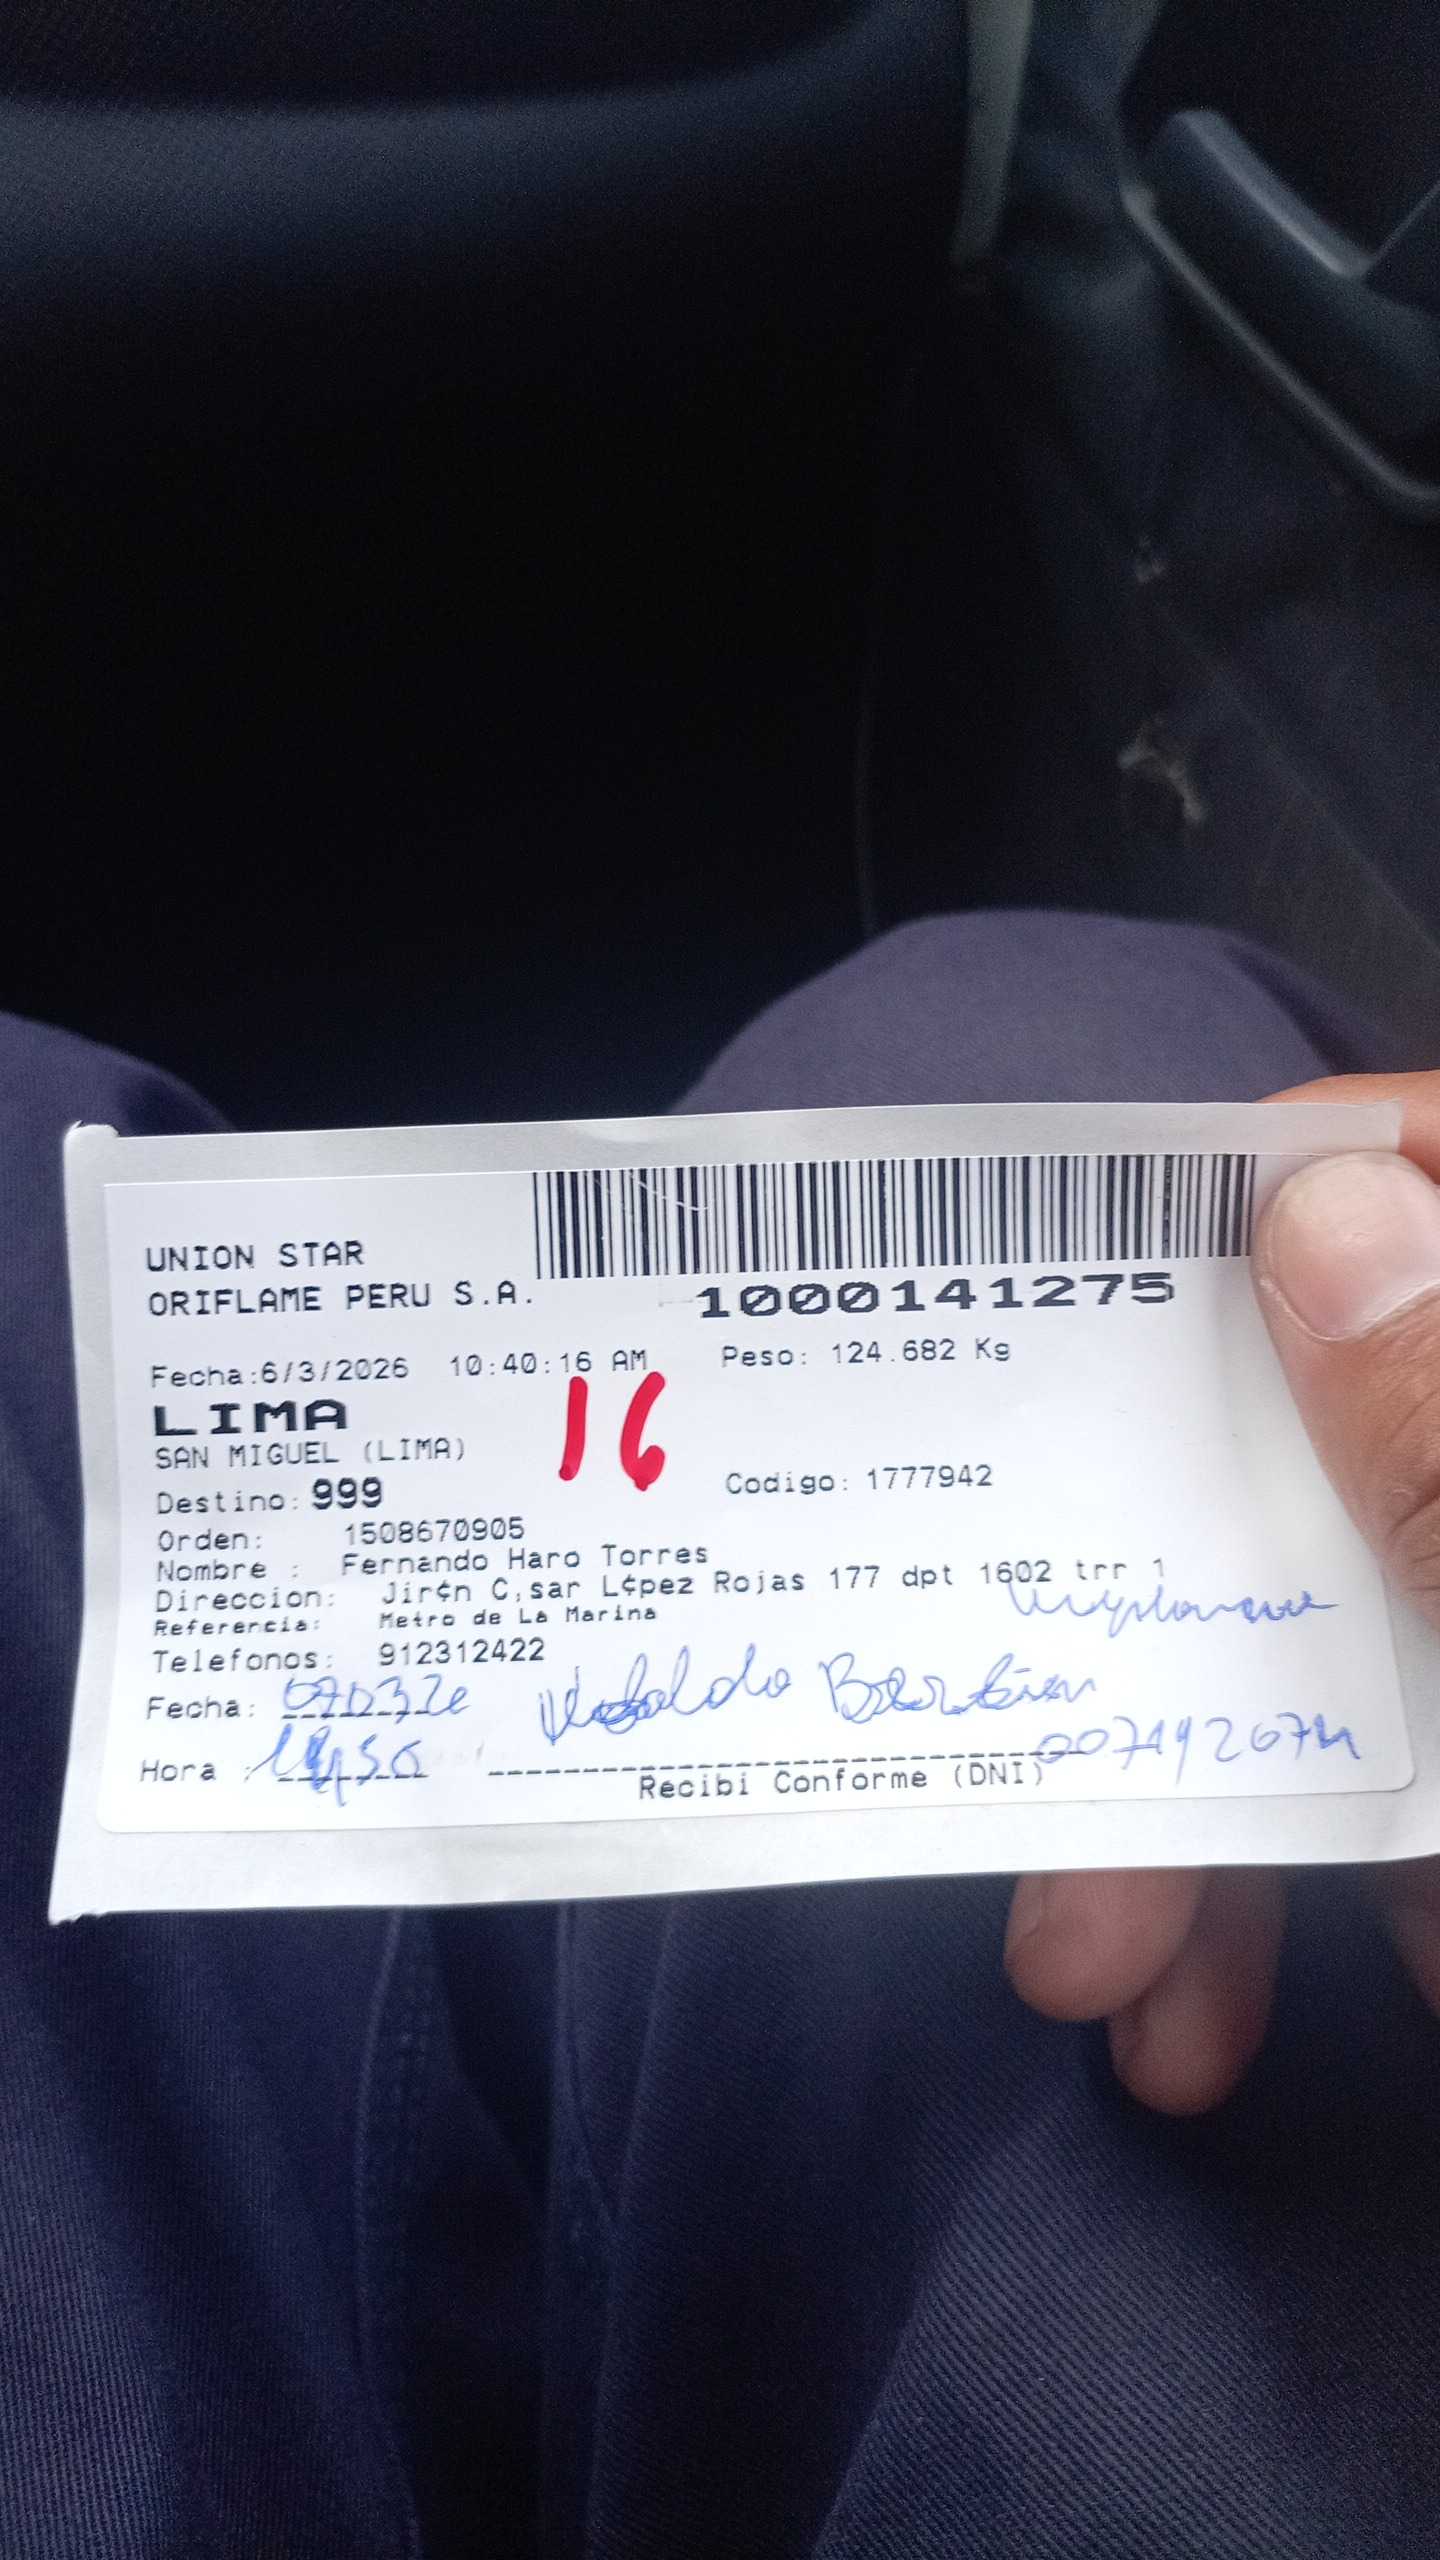 UNION STAR
ORIFLAME PERU S.A.
1000141275
Fecha:6/3/2026 10:40:16 AM Peso: 124.682 Kg
LIMA
16
SAN MIGUEL (LIMA)
Destino: 999 Codigo: 1777942
Orden: 1508670905
Nombre : Fernando Haro Torres
Direccion: Jir¢n C‚sar L¢pez Rojas 177 dpt 1602 trr 1
Referencia: Metro de La Marina
Telefonos: 912312422
Fecha:
Hora :
Recibi Conforme (DNI)